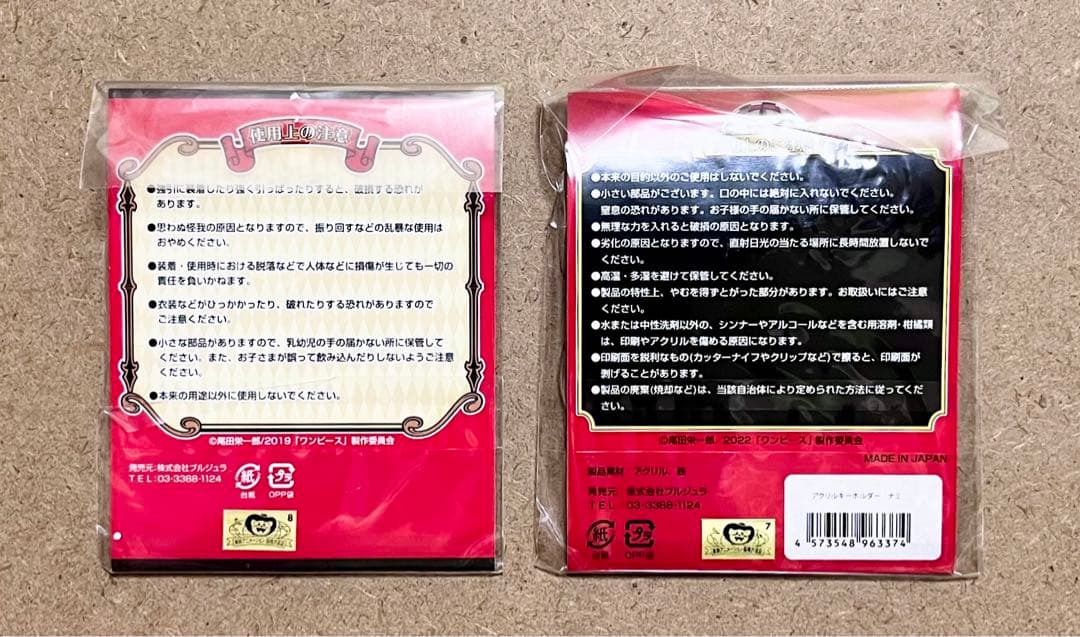 使用上の注意
●強引に装着したり強く引っぱったりすると、破損する恐れが
あります。
●思わぬ怪我の原因となりますので、振り回すなどの乱暴な使用は
おやめください。
●装着・使用時における脱落などで人体などに損傷が生じても一切の
責任を負いかねます。
●衣装などがひっかかったり、破れたりする恐れがありますので
ご注意ください。
●小さな部品がありますので、乳幼児の手の届かない所に保管して
ください。また、お子さまが誤って飲み込んだりしないようご注意
ください。
●本来の用途以外に使用しないでください。
©尾田栄一郎/2019「ワンピース」製作委員会
発売元:株式会社ブルジュラ
TEL:03-3388-1124
紙
台紙
プラ
OPP袋
8
●本来の目的以外のご使用はしないでください。
●小さい部品がございます。口の中には絶対に入れないでください。
窒息の恐れがあります。お子様の手の届かない所に保管してください。
●無理な力を入れると破損の原因となります。
●劣化の原因となりますので、直射日光の当たる場所に長時間放置しないで
ください。
●高温・多湿を避けて保管してください。
●製品の特性上、やむを得ずとがった部分があります。お取扱いにはご注意
ください。
●水または中性洗剤以外の、シンナーやアルコールなどを含む用溶剤・柑橘類
は、印刷やアクリルを傷める原因になります。
●印刷面を鋭利なもの(カッターナイフやクリップなど)で擦ると、印刷面が
剥げることがあります。
●製品の廃棄(焼却など)は、当該自治体により定められた方法に従ってくだ
さい。
©尾田栄一郎/2022「ワンピース」製作委員会
MADE IN JAPAN
製品素材 アクリル、鉄
発売元 株式会社ブルジュラ
TEL 03-3388-1124
紙
台紙
プラ
OPP袋
7
アクリルキーホルダー ナミ
4 573548 963374